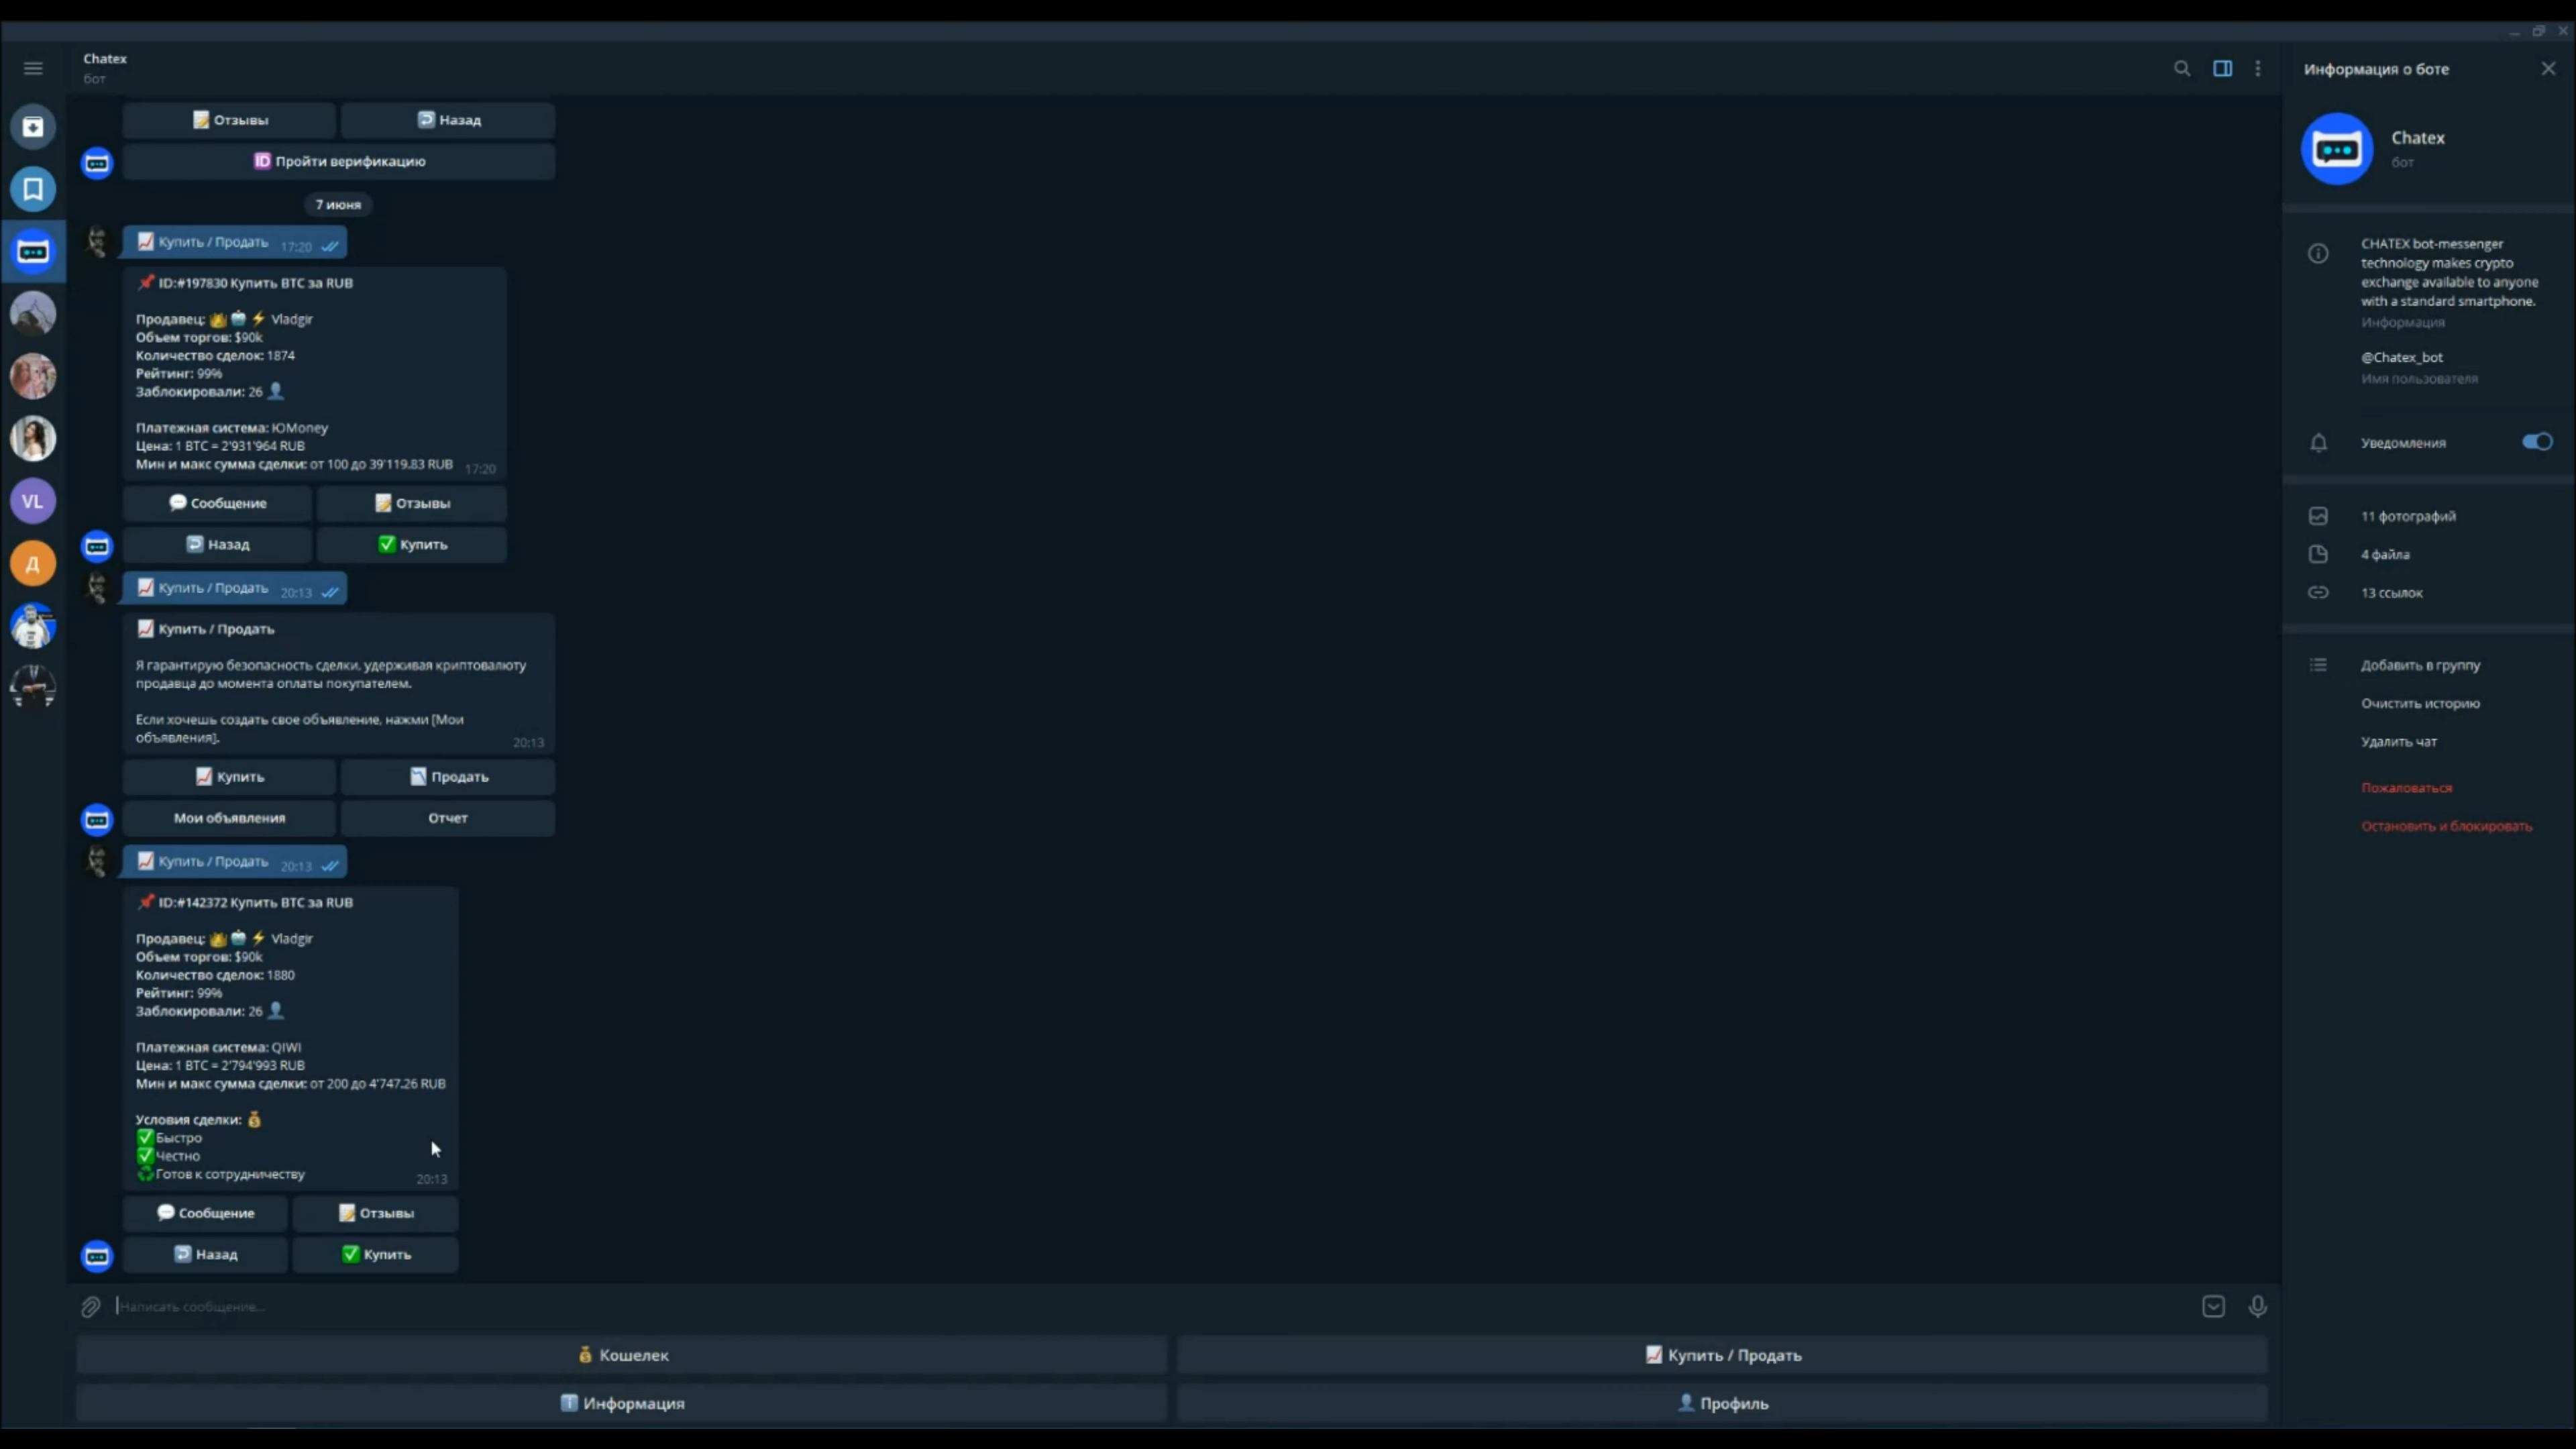 Chatex
бот
Отзывы
Назад
Пройти верификацию
7 июня
Купить / Продать 17:20
ID:#197830 Купить BTC за RUB
Продавец: Vladgir
Объем торгов: $90k
Количество сделок: 1874
Рейтинг: 99%
Заблокировали: 26
Платежная система: ЮMoney
Цена: 1 BTC = 2'931'964 RUB
Мин и макс сумма сделки: от 100 до 39'119.83 RUB 17:20
Сообщение
Отзывы
Назад
Купить
Купить / Продать 20:13
Купить / Продать
Я гарантирую безопасность сделки, удерживая криптовалюту
продавца до момента оплаты покупателем.
Если хочешь создать свое объявление, нажми [Мои
объявления].
20:13
Купить
Продать
Мои объявления
Отчет
Купить / Продать 20:13
ID:#142372 Купить BTC за RUB
Продавец: Vladgir
Объем торгов: $90k
Количество сделок: 1880
Рейтинг: 99%
Заблокировали: 26
Платежная система: QIWI
Цена: 1 BTC = 2'794'993 RUB
Мин и макс сумма сделки: от 200 до 4'747.26 RUB
Условия сделки:
Быстро
Честно
Готов к сотрудничеству
20:13
Сообщение
Отзывы
Назад
Купить
Написать сообщение...
Кошелек
Купить / Продать
Информация
Профиль
VL
Д
Информация о боте
Chatex
бот
CHATEX bot-messenger
technology makes crypto
exchange available to anyone
with a standard smartphone.
Информация
@Chatex_bot
Имя пользователя
Уведомления
11 фотографий
4 файла
13 ссылок
Добавить в группу
Очистить историю
Удалить чат
Пожаловаться
Остановить и блокировать